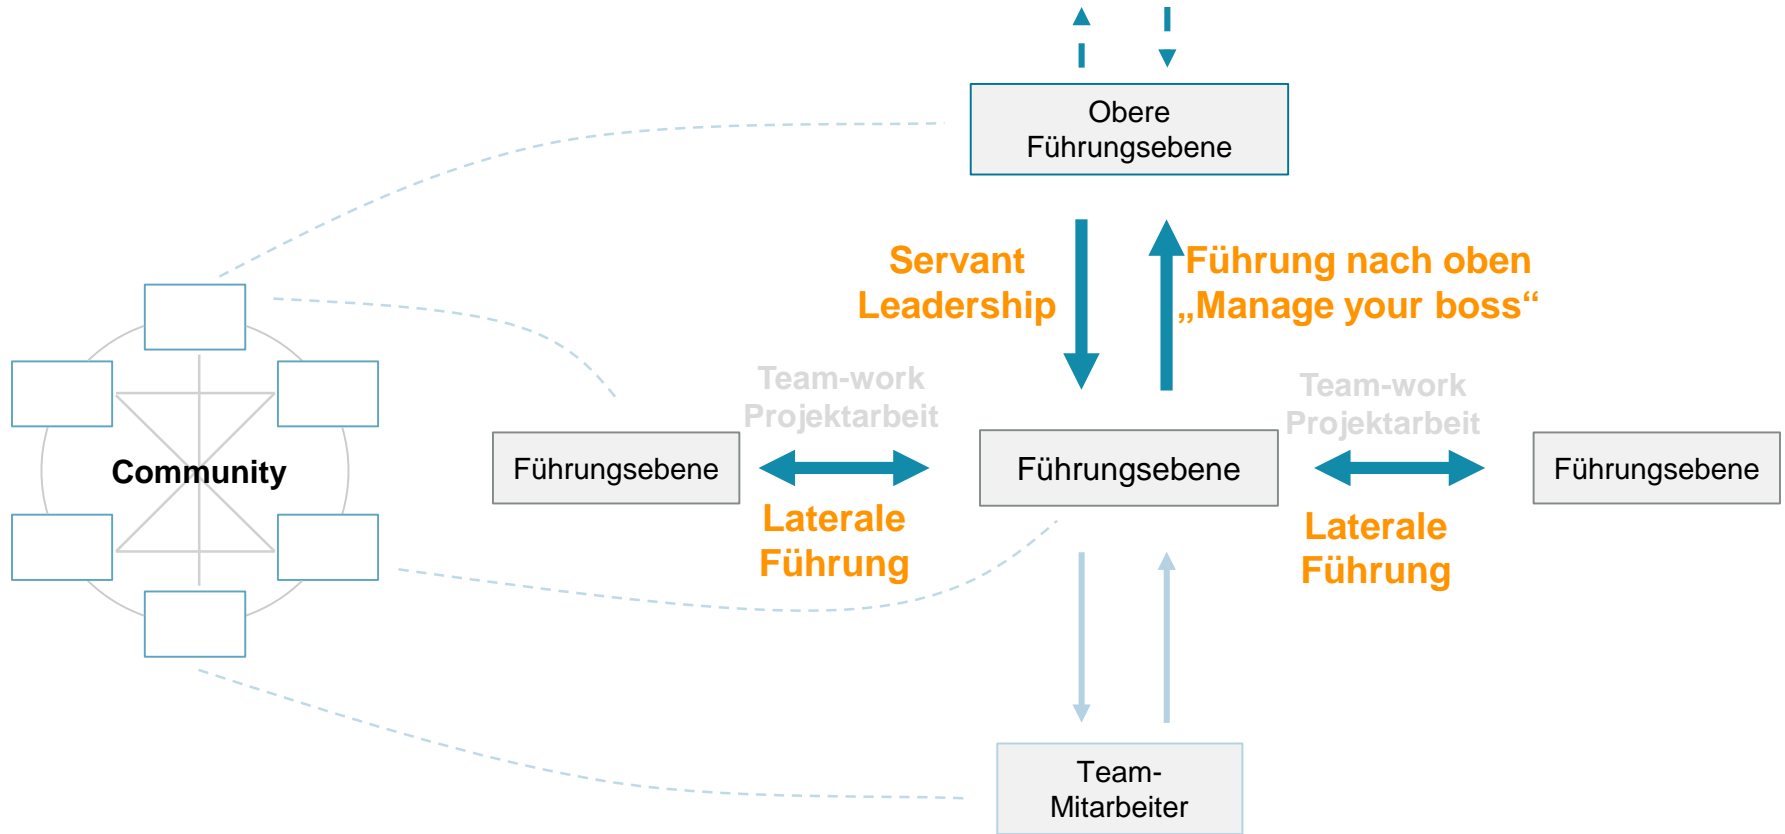 Obere
Führungsebene
Servant
Leadership
Führung nach oben
„Manage your boss“
Team-work
Projektarbeit
Team-work
Projektarbeit
Community
Führungsebene
Führungsebene
Führungsebene
Laterale
Führung
Laterale
Führung
Team-
Mitarbeiter